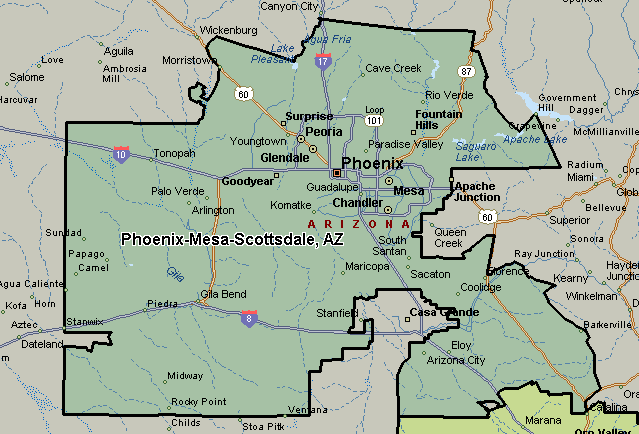 Canyon City
Wickenburg
Agua Fria
Lake
Pleasant
Love
Aguila
Ambrosia
Mill
Morristown
17
Salome
Harcuvar
Cave Creek
87
60
Rio Verde
Government
Hill
Dagger
Surprise
Loop
101
Fountain
Hills
Grapevine
McMillianville
Peoria
Youngtown
Paradise Valley
Apache Lake
Saguaro
Lake
10
Tonopah
Glendale
Phoenix
Radium
Miami
Goodyear
Guadalupe
Mesa
Apache
Junction
Palo Verde
Arlington
Komatke
Chandler
60
Bellevue
Superior
ARIZONA
Sundad
Phoenix-Mesa-Scottsdale, AZ
Queen
Creek
Sonora
South
Santan
Papago
Camel
Gila
Maricopa
Sacaton
Ray Junction
Hayden
Junction
Florence
Kearny
Agua Caliente
Coolidge
Winkelman
Kofa
Horn
Gila Bend
Piedra
Stanfield
Casa Grande
8
Aztec
Stanwix
Barkerville
Dateland
Eloy
Arizona City
Midway
Rocky Point
Ventana
Catalina
Childs
Stoa Pitk
Marana
Oro Valley